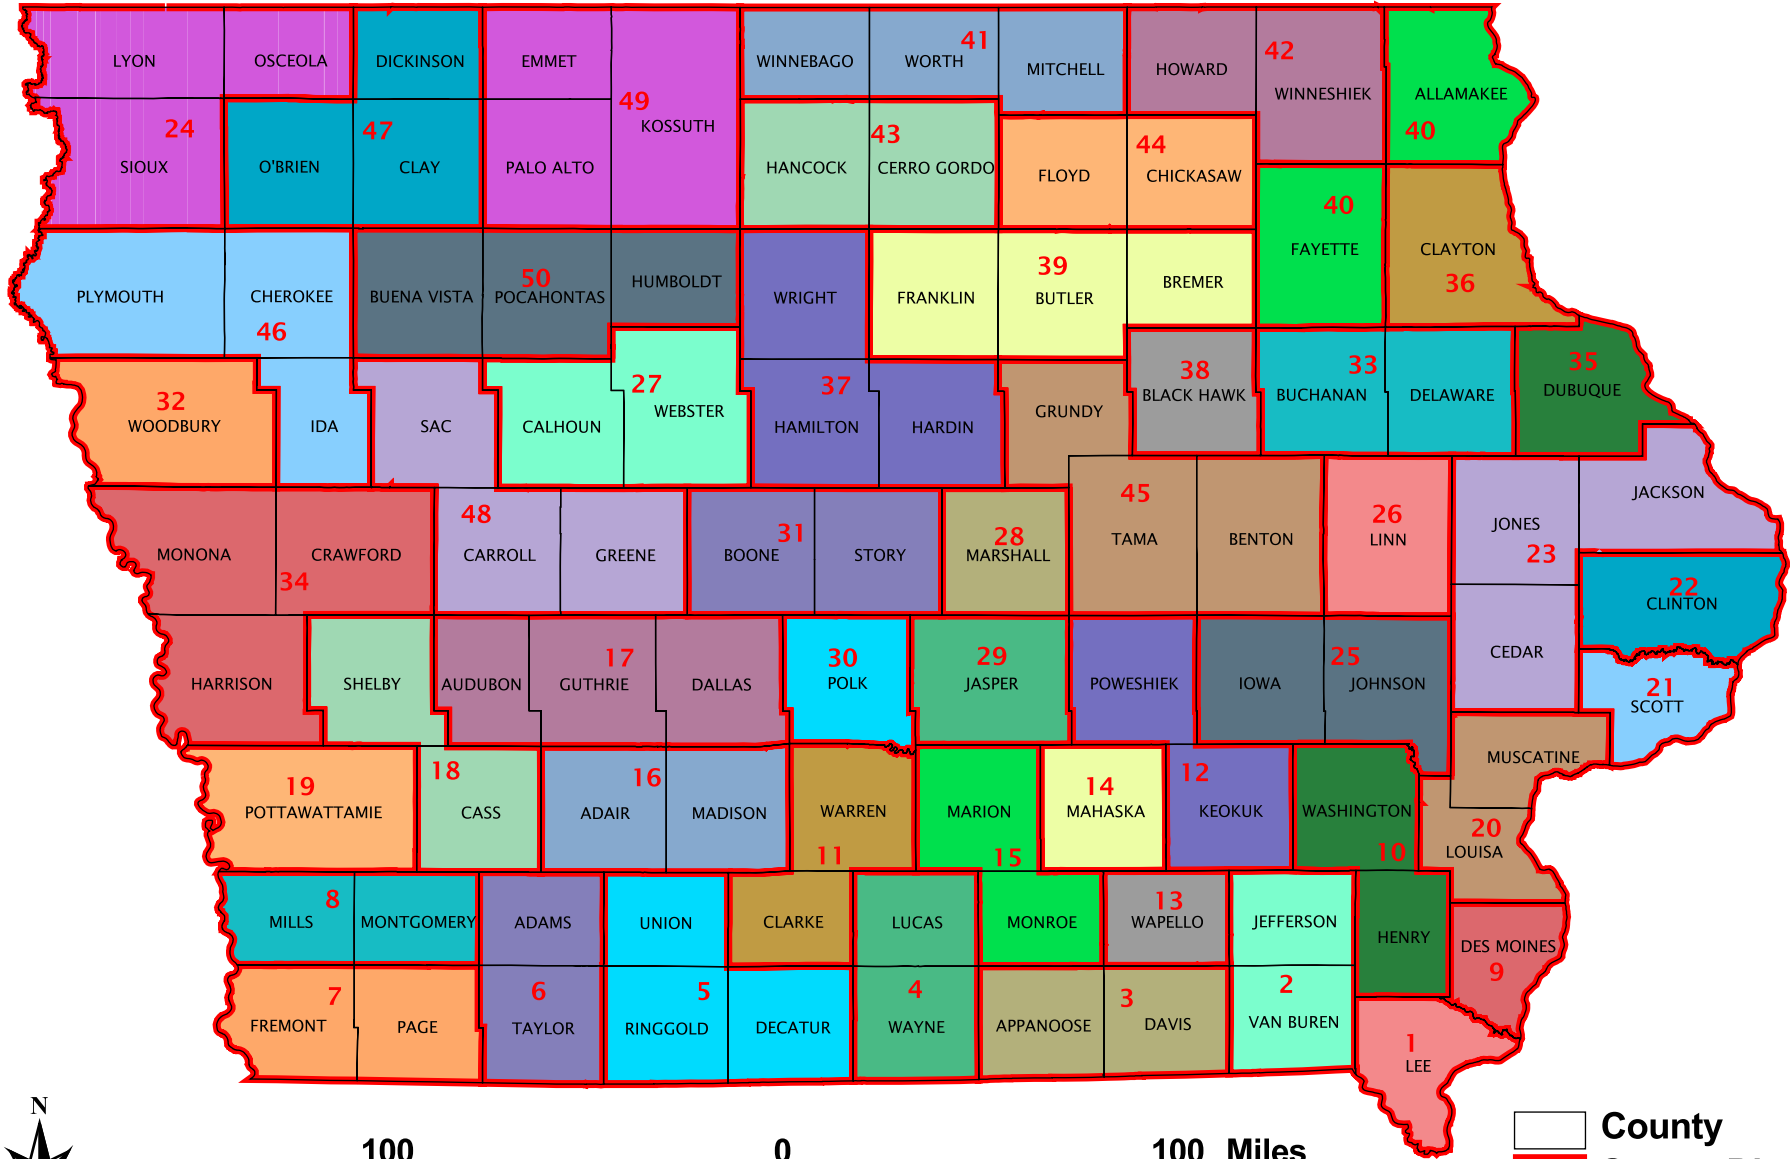 LYON
OSCEOLA
DICKINSON
EMMET
WINNEBAGO
WORTH
41
MITCHELL
HOWARD
42
WINNESHIEK
ALLAMAKEE
40
24
SIOUX
O'BRIEN
47
CLAY
PALO ALTO
49
KOSSUTH
HANCOCK
43
CERRO GORDO
FLOYD
44
CHICKASAW
40
FAYETTE
CLAYTON
36
PLYMOUTH
CHEROKEE
46
BUENA VISTA
50
POCAHONTAS
HUMBOLDT
WRIGHT
FRANKLIN
39
BUTLER
BREMER
32
WOODBURY
IDA
SAC
CALHOUN
27
WEBSTER
37
HAMILTON
HARDIN
GRUNDY
38
BLACK HAWK
33
BUCHANAN
DELAWARE
35
DUBUQUE
MONONA
CRAWFORD
34
48
CARROLL
GREENE
31
BOONE
STORY
28
MARSHALL
45
TAMA
BENTON
26
LINN
JONES
23
JACKSON
22
CLINTON
HARRISON
SHELBY
AUDUBON
17
GUTHRIE
DALLAS
30
POLK
29
JASPER
POWESHIEK
IOWA
25
JOHNSON
CEDAR
21
SCOTT
MUSCATINE
19
POTTAWATTAMIE
18
CASS
16
ADAIR
MADISON
WARREN
11
MARION
15
14
MAHASKA
12
KEOKUK
WASHINGTON
10
20
LOUISA
8
MILLS
MONTGOMERY
ADAMS
UNION
CLARKE
LUCAS
MONROE
13
WAPELLO
JEFFERSON
HENRY
DES MOINES
9
7
FREMONT
PAGE
6
TAYLOR
5
RINGGOLD
DECATUR
4
WAYNE
APPANOOSE
3
DAVIS
2
VAN BUREN
1
LEE
N
100 0 100 Miles
County